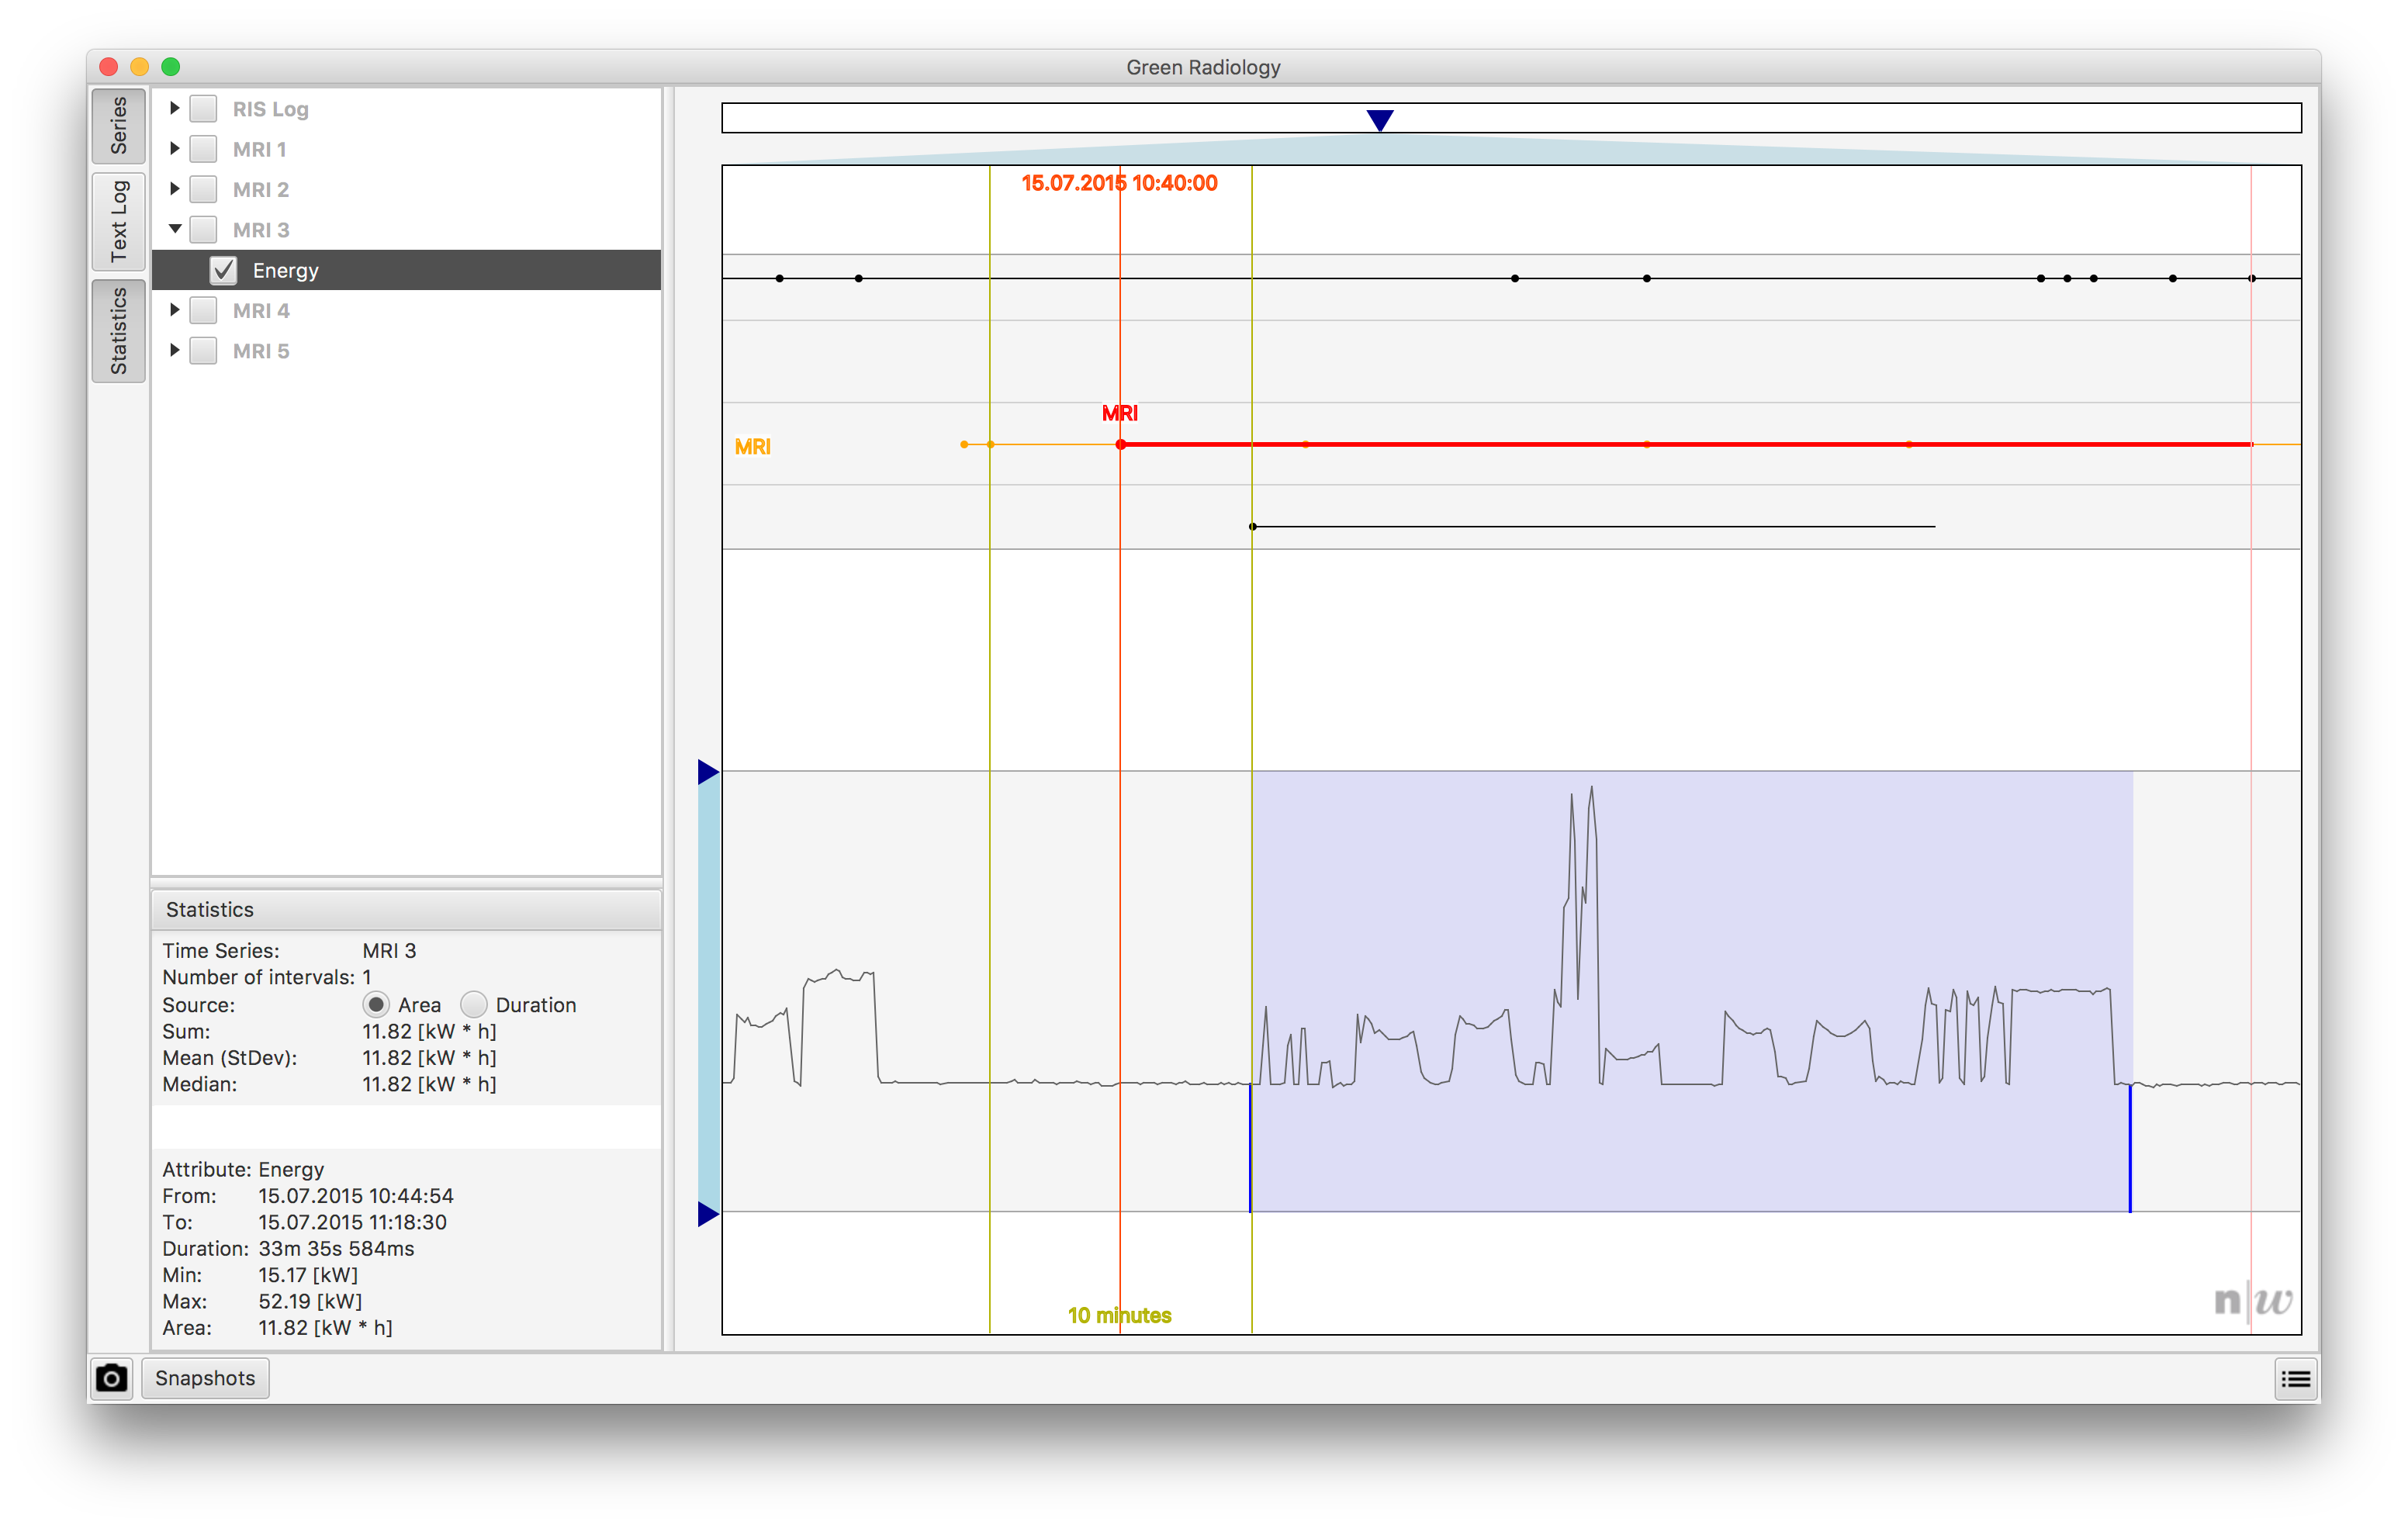 Green Radiology
Series
Text Log
Statistics
RIS Log
MRI 1
MRI 2
MRI 3
Energy
MRI 4
MRI 5
Statistics
Time Series: MRI 3
Number of intervals: 1
Source: Area Duration
Sum: 11.82 [kW * h]
Mean (StDev): 11.82 [kW * h]
Median: 11.82 [kW * h]
Attribute: Energy
From: 15.07.2015 10:44:54
To: 15.07.2015 11:18:30
Duration: 33m 35s 584ms
Min: 15.17 [kW]
Max: 52.19 [kW]
Area: 11.82 [kW * h]
15.07.2015 10:40:00
MRI
MRI
10 minutes
n|w
Snapshots